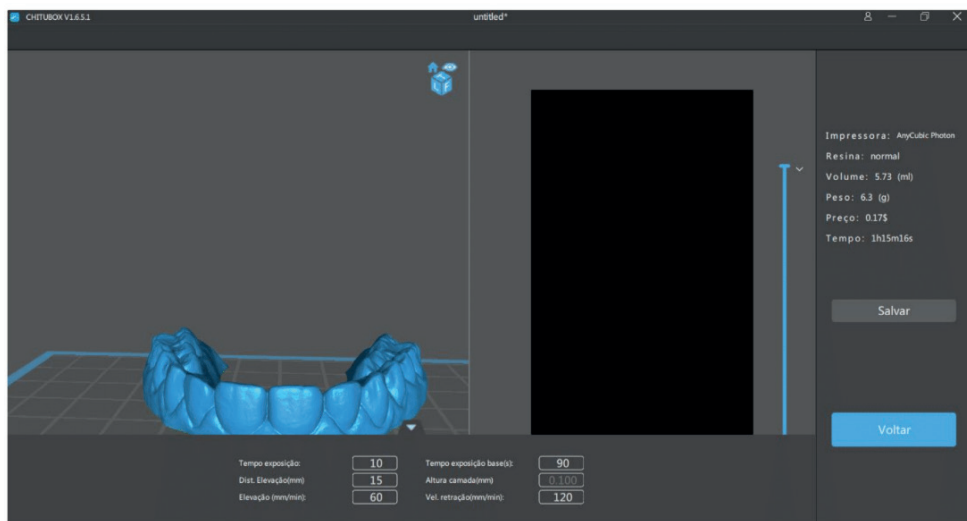 CHITUBOX V1.6.5.1
untitled*
Impressora: AnyCubic Photon
Resina: normal
Volume: 5.73 (ml)
Peso: 6.3 (g)
Preço: 0.17$
Tempo: 1h15m16s
Salvar
Voltar
Tempo exposição: 10 Tempo exposição base(s): 90
Dist. Elevação(mm) 15 Altura camada(mm) 0.100
Elevação (mm/min): 60 Vel. retração(mm/min): 120